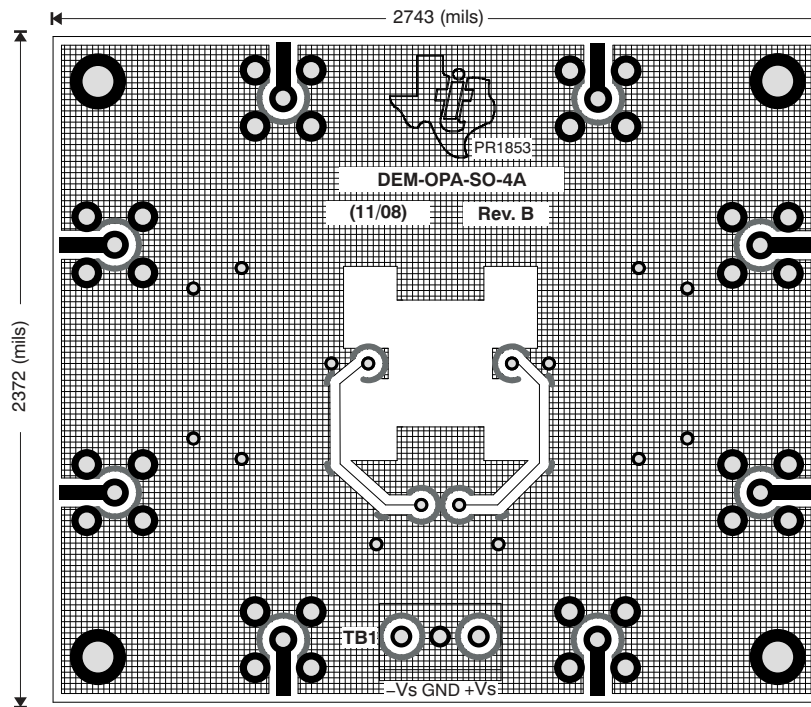 2743 (mils)
2372 (mils)
PR1853
DEM-OPA-SO-4A
(11/08) Rev. B
TB1
−Vs GND +Vs